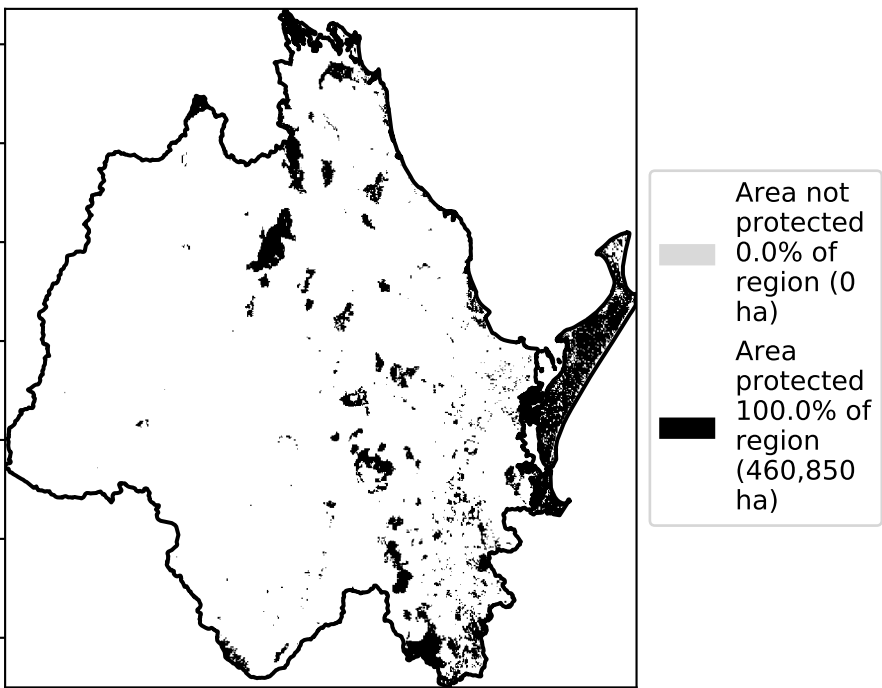 Area not
protected
0.0% of
region (0
ha)
Area
protected
100.0% of
region
(460,850
ha)